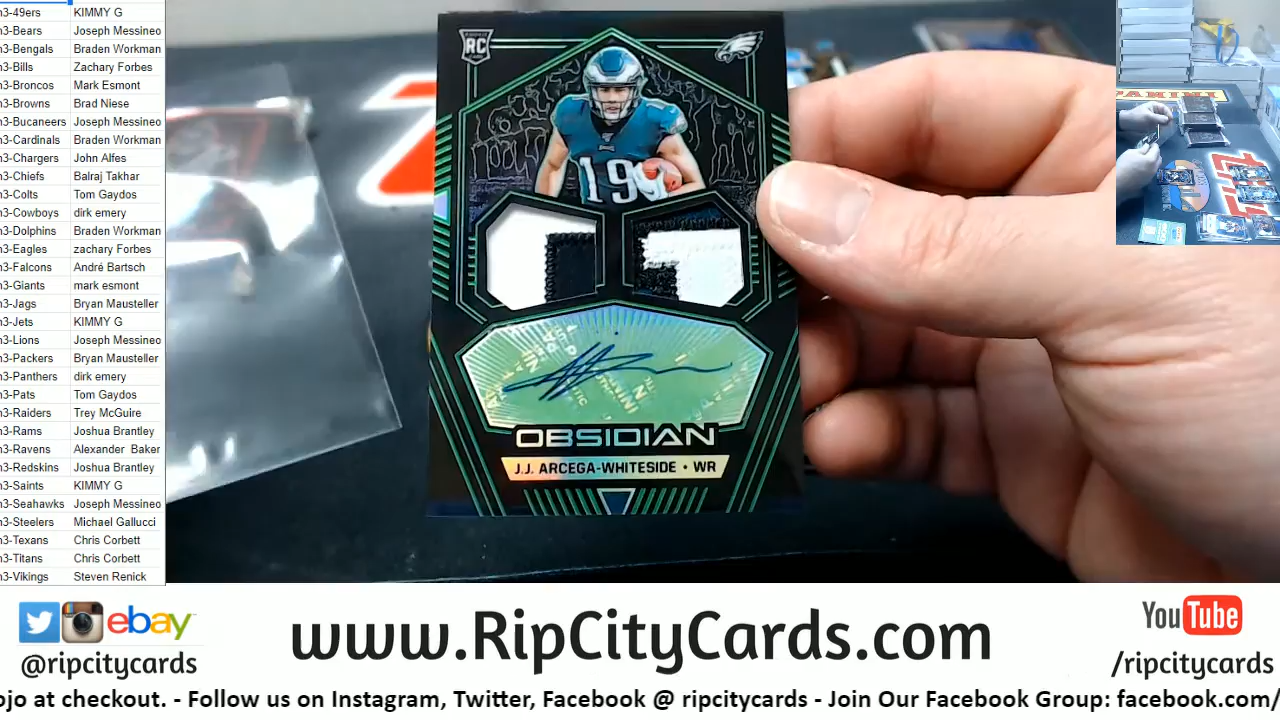 n3-49ers KIMMY G
n3-Bears Joseph Messineo
n3-Bengals Braden Workman
n3-Bills Zachary Forbes
n3-Broncos Mark Esmont
n3-Browns Brad Niese
n3-Bucaneers Joseph Messineo
n3-Cardinals Braden Workman
n3-Chargers John Alfes
n3-Chiefs Balraj Takhar
n3-Colts Tom Gaydos
n3-Cowboys dirk emery
n3-Dolphins Braden Workman
n3-Eagles zachary Forbes
n3-Falcons André Bartsch
n3-Giants mark esmont
n3-Jags Bryan Mausteller
n3-Jets KIMMY G
n3-Lions Joseph Messineo
n3-Packers Bryan Mausteller
n3-Panthers dirk emery
n3-Pats Tom Gaydos
n3-Raiders Trey McGuire
n3-Rams Joshua Brantley
n3-Ravens Alexander Baker
n3-Redskins Joshua Brantley
n3-Saints KIMMY G
n3-Seahawks Joseph Messineo
n3-Steelers Michael Gallucci
n3-Texans Chris Corbett
n3-Titans Chris Corbett
n3-Vikings Steven Renick
RC
19
OBSIDIAN
J.J. ARCEGA-WHITESIDE • WR
PANINI
ebay
@ripcitycards
www.RipCityCards.com
YouTube
/ripcitycards
ojo at checkout. - Follow us on Instagram, Twitter, Facebook @ ripcitycards - Join Our Facebook Group: facebook.com/